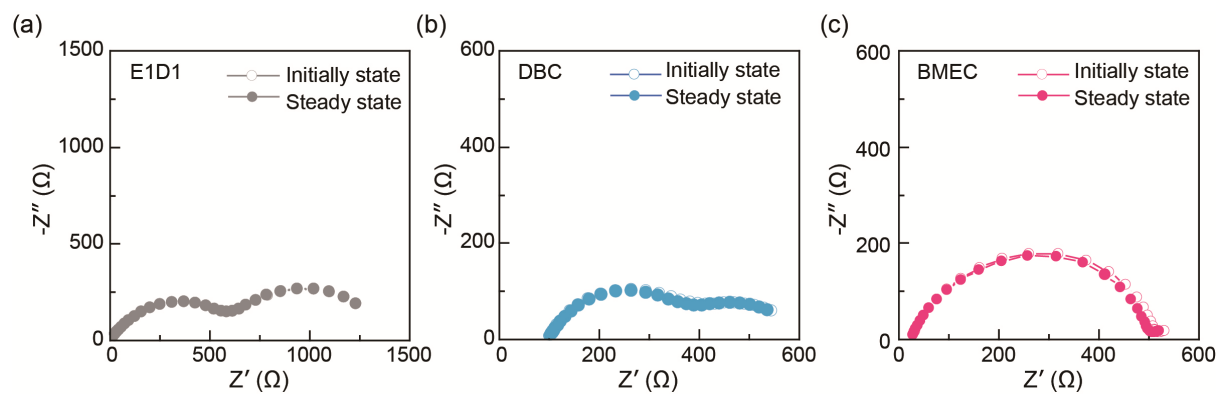 (a)
1500
1000
500
0
E1D1
Initially state
Steady state
-Z″ (Ω)
0
500
1000
1500
Z′ (Ω)
(b)
600
400
200
0
DBC
Initially state
Steady state
-Z″ (Ω)
0
200
400
600
Z′ (Ω)
(c)
600
400
200
0
BMEC
Initially state
Steady state
-Z″ (Ω)
0
200
400
600
Z′ (Ω)